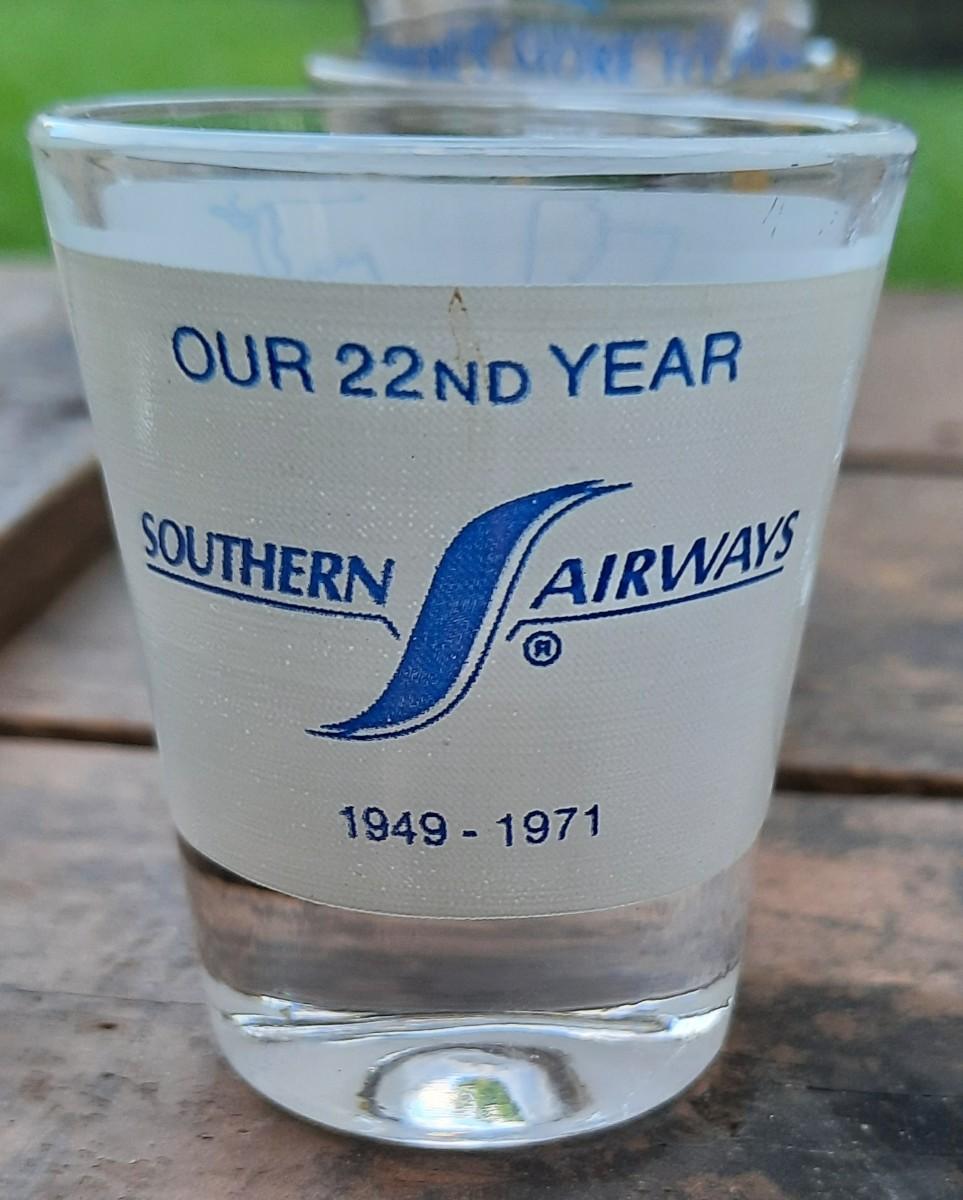 OUR 22ND YEAR
SOUTHERN AIRWAYS
®
1949 - 1971